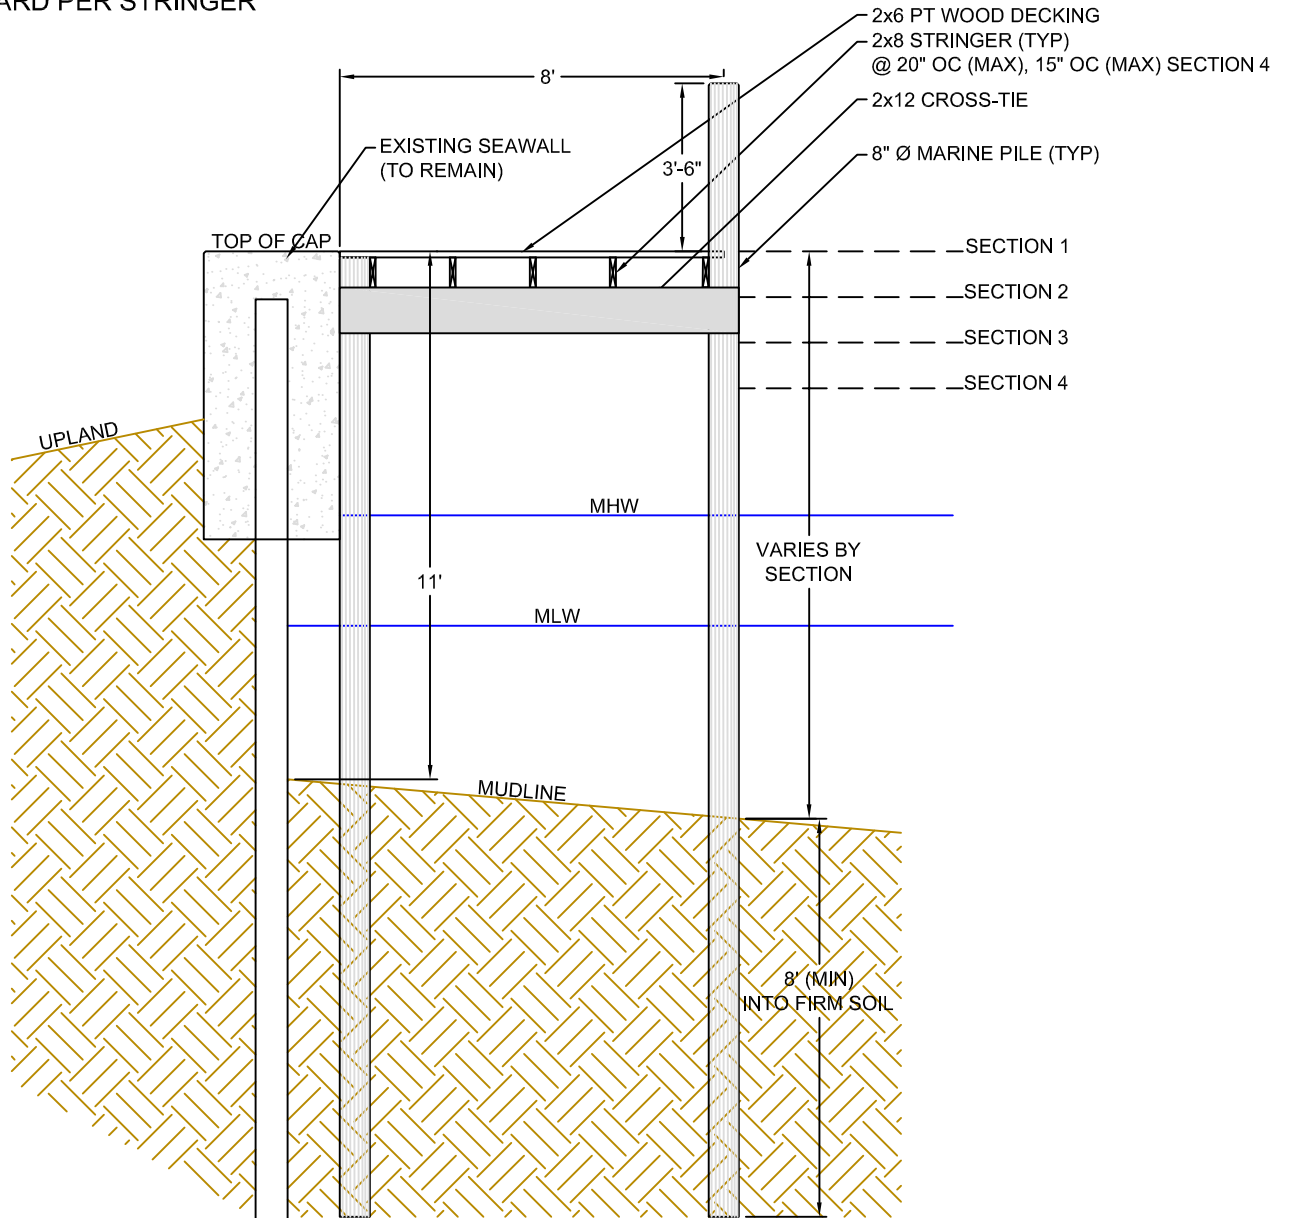 ARD PER STRINGER
2x6 PT WOOD DECKING
2x8 STRINGER (TYP)
@ 20" OC (MAX), 15" OC (MAX) SECTION 4
8'
2x12 CROSS-TIE
EXISTING SEAWALL
(TO REMAIN)
3'-6"
8" Ø MARINE PILE (TYP)
TOP OF CAP
SECTION 1
SECTION 2
SECTION 3
SECTION 4
UPLAND
MHW
VARIES BY
SECTION
11'
MLW
MUDLINE
8' (MIN)
INTO FIRM SOIL